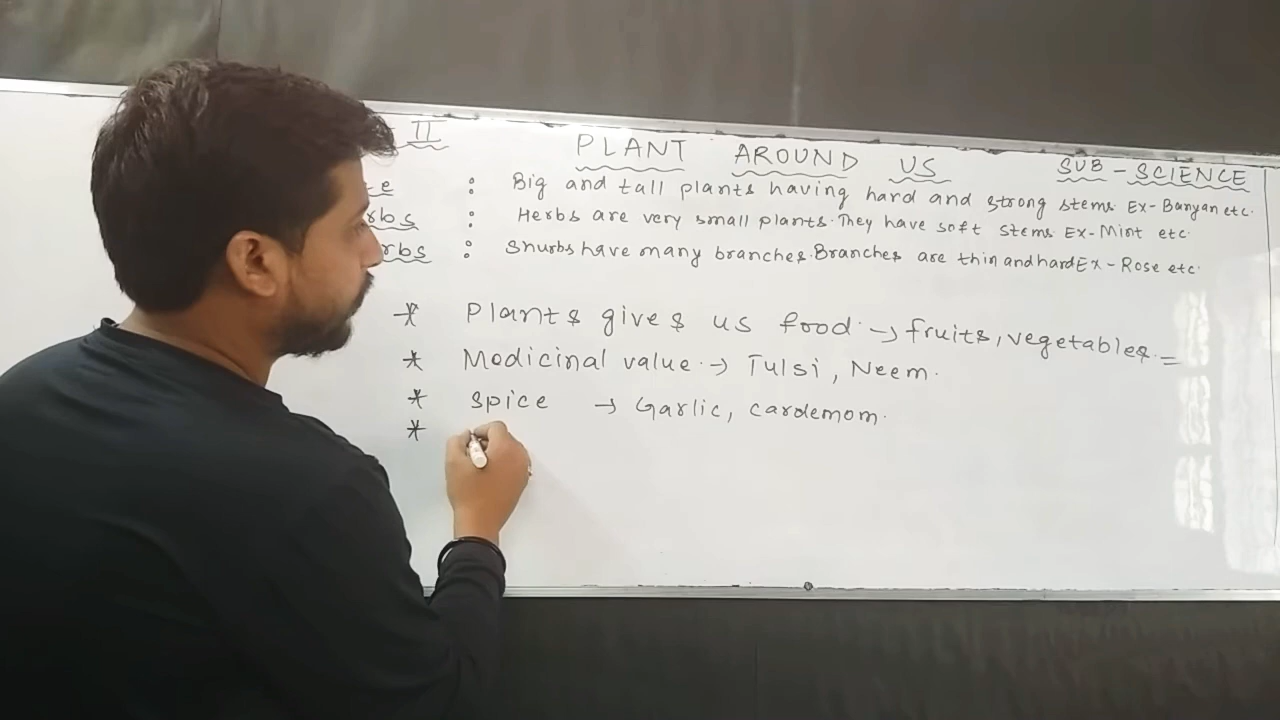 II PLANT AROUND US SUB-SCIENCE
e : Big and tall plants having hard and strong stems Ex-Banyan etc.
rbs : Herbs are very small plants. They have soft stems Ex-Mint etc.
rbs : Shurbs have many branches. Branches are thin and hard Ex-Rose etc.
* Plants gives us food. → fruits, vegetables. =
* Medicinal value. → Tulsi, Neem.
* Spice → Garlic, Cardemom.
*